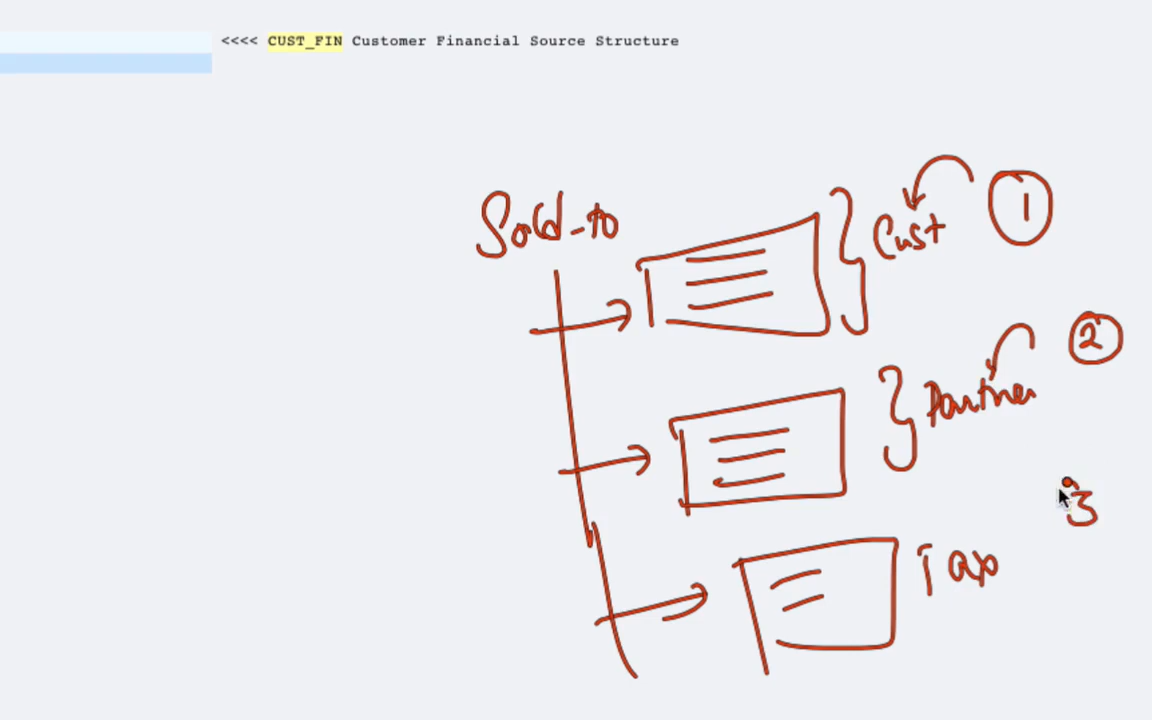 <<<< CUST_FIN Customer Financial Source Structure
Sold-to
Cust
1
Partner
2
3
Tax